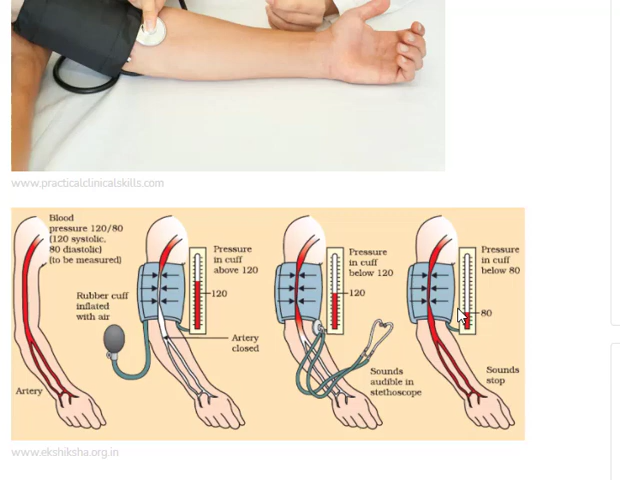 www.practicalclinicalskills.com
Blood
pressure 120/80
(120 systolic,
80 diastolic)
(to be measured)
Rubber cuff
inflated
with air
Artery
Pressure
in cuff
above 120
120
Artery
closed
Pressure
in cuff
below 120
120
Sounds
audible in
stethoscope
Pressure
in cuff
below 80
80
Sounds
stop
www.ekshiksha.org.in